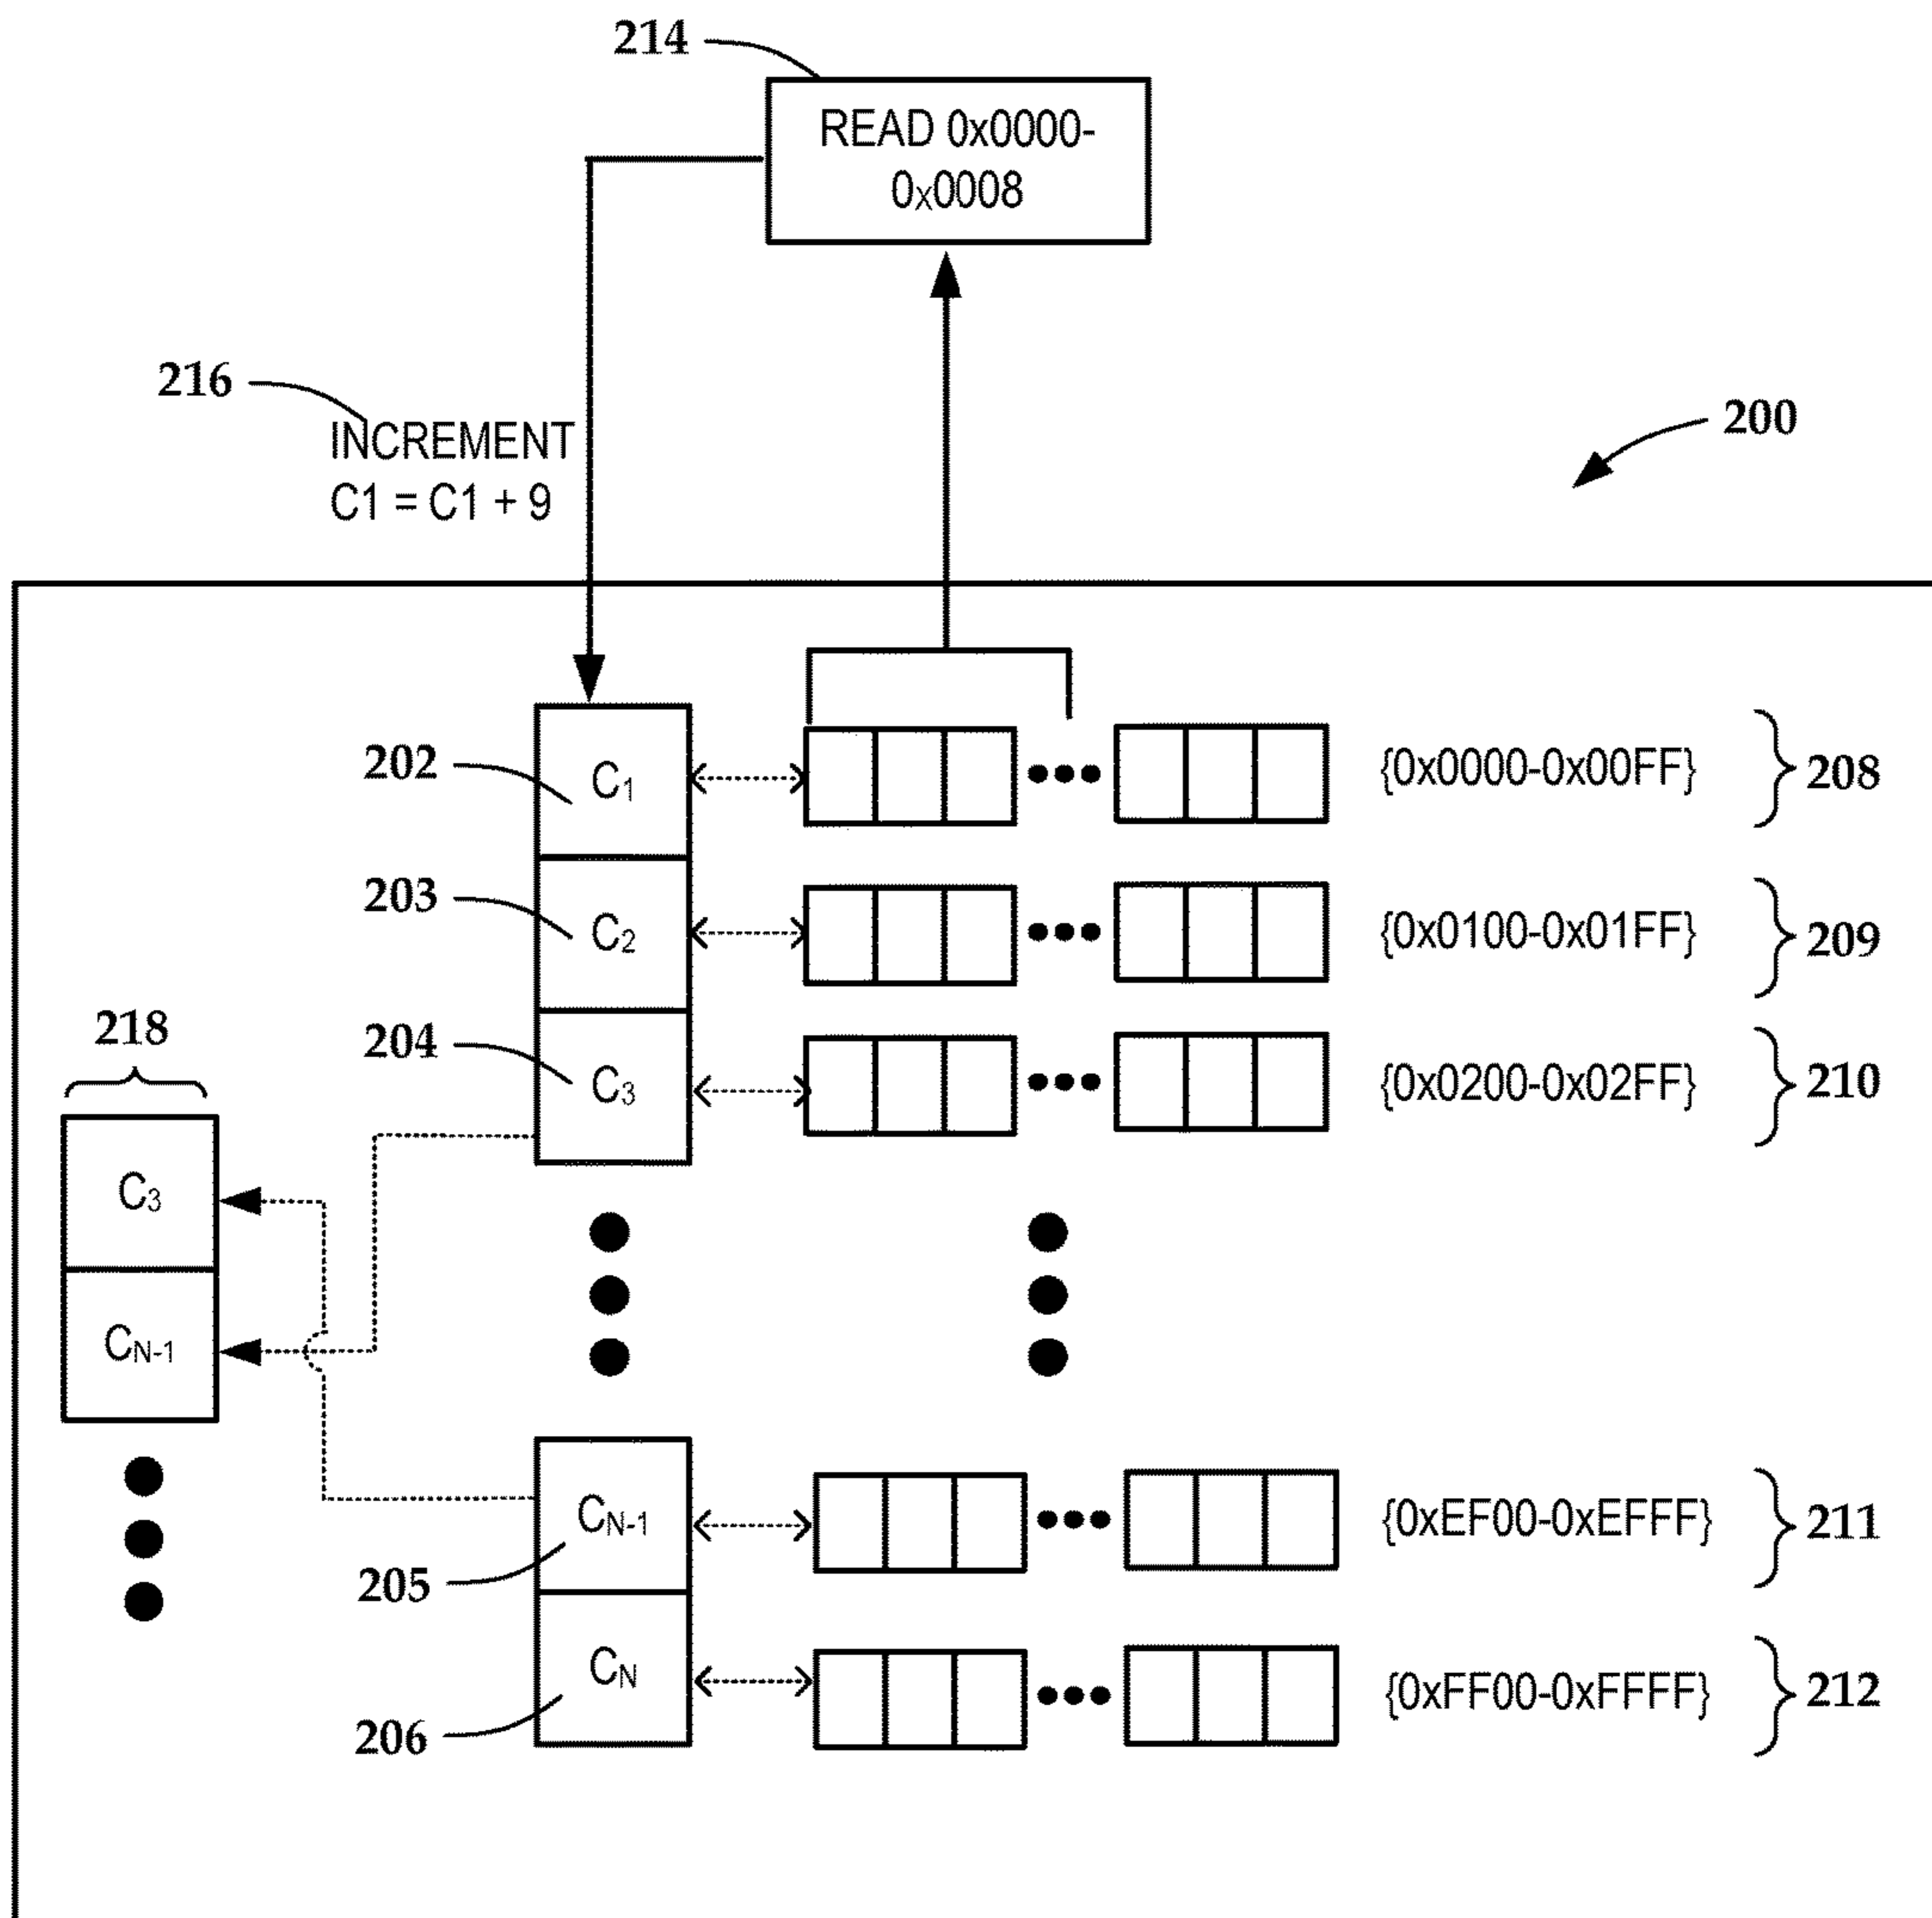 214
READ 0x0000-
0x0008
216
INCREMENT
C1 = C1 + 9
200
202
C1
{0x0000-0x00FF}
208
203
C2
{0x0100-0x01FF}
209
218
204
C3
{0x0200-0x02FF}
210
C3
CN-1
CN-1
{0xEF00-0xEFFF}
211
205
CN
{0xFF00-0xFFFF}
212
206